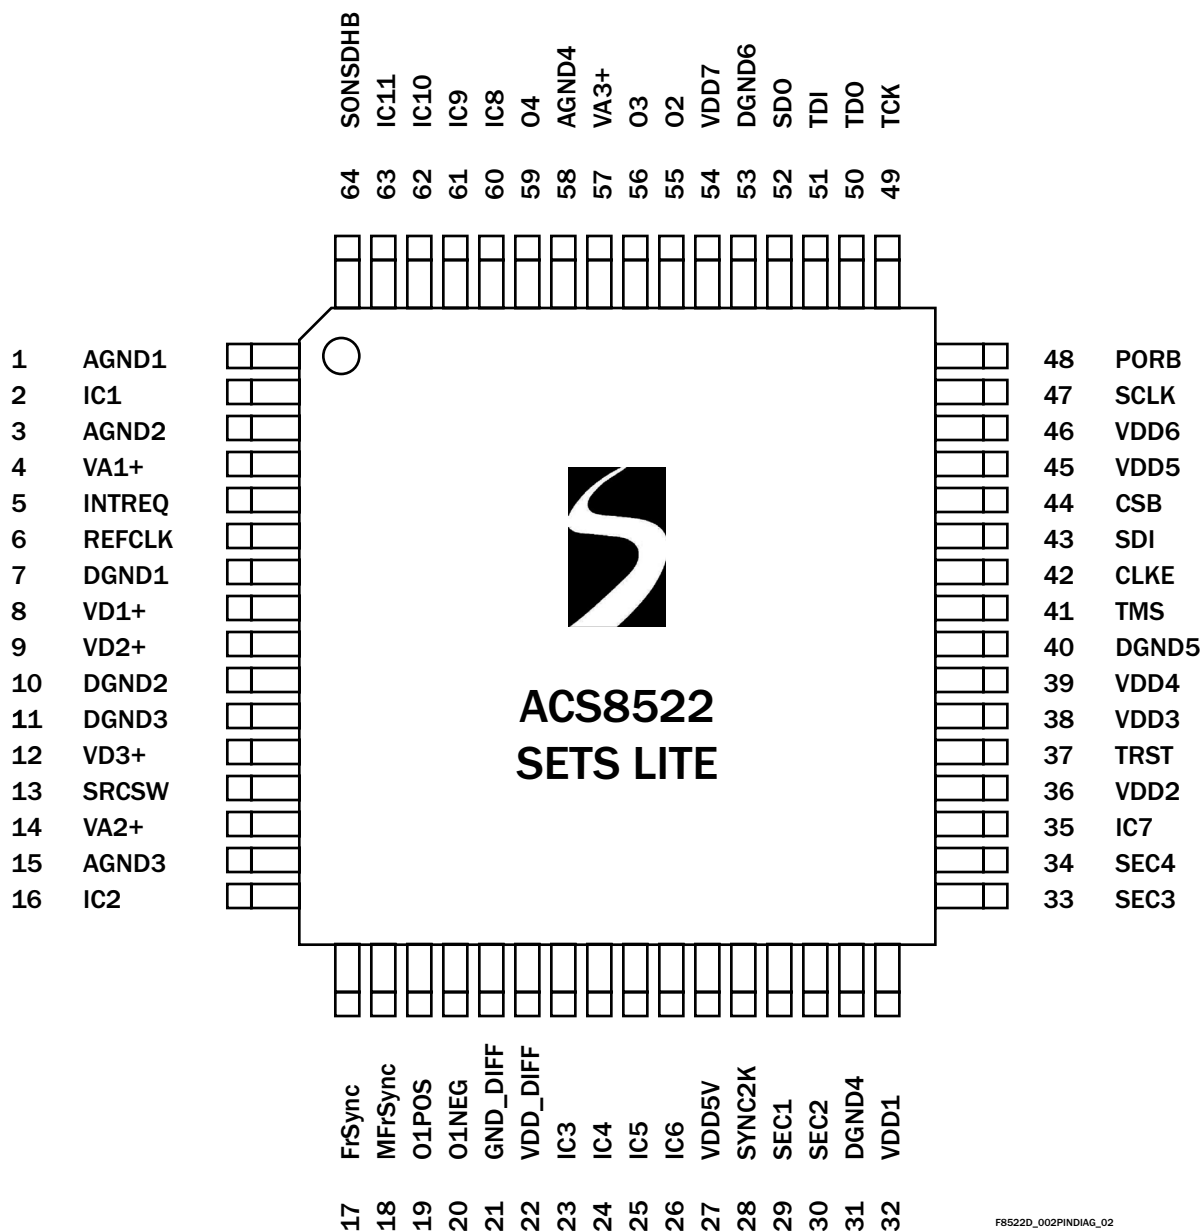 SONSDHB
IC11
IC10
IC9
IC8
O4
AGND4
VA3+
O3
O2
VDD7
DGND6
SDO
TDI
TDO
TCK
64
63
62
61
60
59
58
57
56
55
54
53
52
51
50
49
1 AGND1
2 IC1
3 AGND2
4 VA1+
5 INTREQ
6 REFCLK
7 DGND1
8 VD1+
9 VD2+
10 DGND2
11 DGND3
12 VD3+
13 SRCSW
14 VA2+
15 AGND3
16 IC2
ACS8522
SETS LITE
48 PORB
47 SCLK
46 VDD6
45 VDD5
44 CSB
43 SDI
42 CLKE
41 TMS
40 DGND5
39 VDD4
38 VDD3
37 TRST
36 VDD2
35 IC7
34 SEC4
33 SEC3
FrSync
MFrSync
O1POS
O1NEG
GND_DIFF
VDD_DIFF
IC3
IC4
IC5
IC6
VDD5V
SYNC2K
SEC1
SEC2
DGND4
VDD1
17
18
19
20
21
22
23
24
25
26
27
28
29
30
31
32
F8522D_002PINDIAG_02